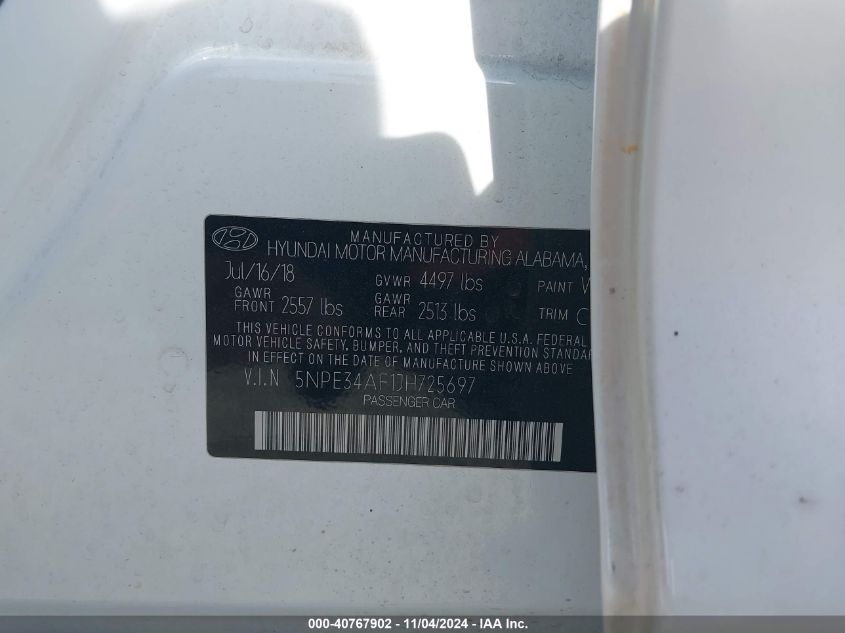 MANUFACTURED BY
HYUNDAI MOTOR MANUFACTURING ALABAMA,
Jul/16/18 GVWR 4497 lbs PAINT
GAWR FRONT 2557 lbs GAWR REAR 2513 lbs TRIM C
THIS VEHICLE CONFORMS TO ALL APPLICABLE U.S.A. FEDERAL
MOTOR VEHICLE SAFETY, BUMPER, AND THEFT PREVENTION
IN EFFECT ON THE DATE OF MANUFACTURE SHOWN ABOVE
V.I.N 5NPE34AF1JH725697
PASSENGER CAR
000-40767902 - 11/04/2024 - IAA Inc.